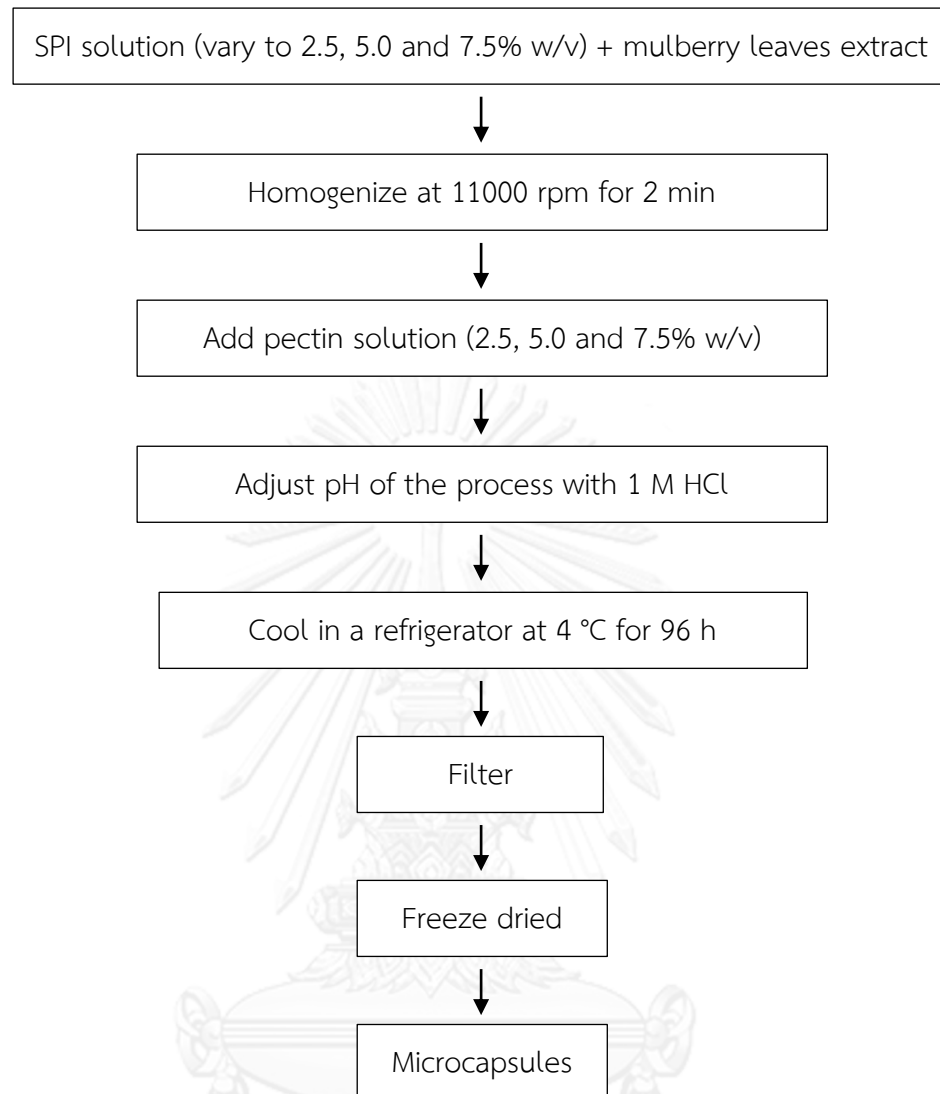 SPI solution (vary to 2.5, 5.0 and 7.5% w/v) + mulberry leaves extract
Homogenize at 11000 rpm for 2 min
Add pectin solution (2.5, 5.0 and 7.5% w/v)
Adjust pH of the process with 1 M HCl
Cool in a refrigerator at 4 °C for 96 h
Filter
Freeze dried
Microcapsules